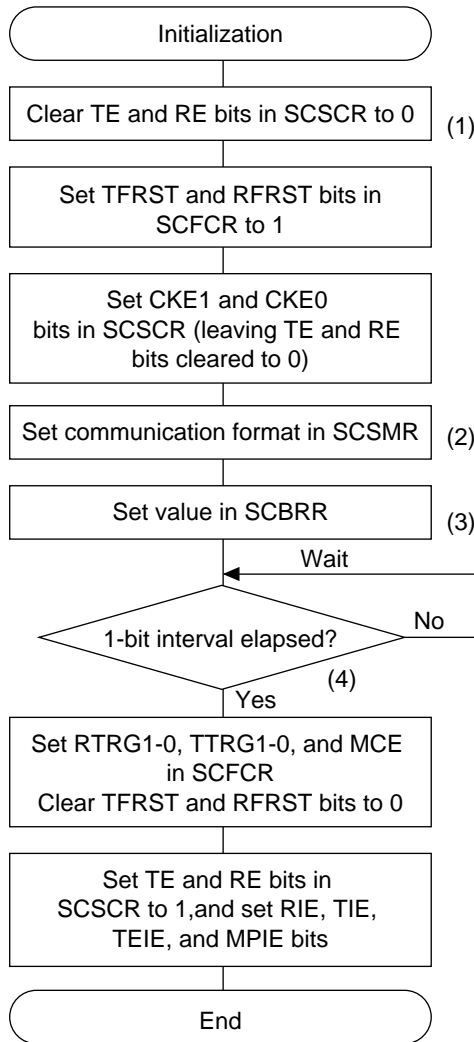 Initialization
Clear TE and RE bits in SCSCR to 0
(1)
Set TFRST and RFRST bits in
SCFCR to 1
Set CKE1 and CKE0
bits in SCSCR (leaving TE and RE
bits cleared to 0)
Set communication format in SCSMR
(2)
Set value in SCBRR
(3)
Wait
1-bit interval elapsed?
No
(4)
Yes
Set RTRG1-0, TTRG1-0, and MCE
in SCFCR
Clear TFRST and RFRST bits to 0
Set TE and RE bits in
SCSCR to 1,and set RIE, TIE,
TEIE, and MPIE bits
End